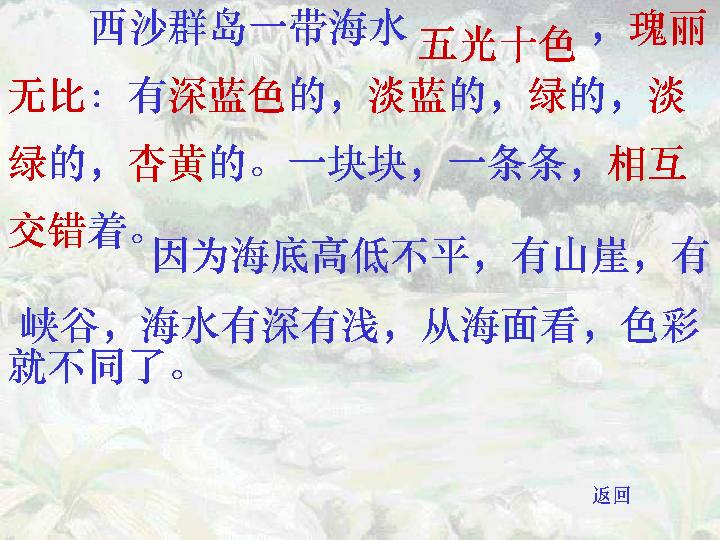 西沙群岛一带海水五光十色，瑰丽
无比：有深蓝色的，淡蓝的，绿的，淡
绿的，杏黄的。一块块，一条条，相互
交错着。
因为海底高低不平，有山崖，有
峡谷，海水有深有浅，从海面看，色彩
就不同了。
返回